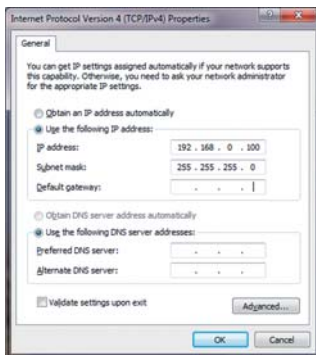 Internet Protocol Version 4 (TCP/IPv4) Properties
General
You can get IP settings assigned automatically if your network supports
this capability. Otherwise, you need to ask your network administrator
for the appropriate IP settings.
Obtain an IP address automatically
Use the following IP address:
IP address: 192 . 168 . 0 . 100
Subnet mask: 255 . 255 . 255 . 0
Default gateway: . . .
Obtain DNS server address automatically
Use the following DNS server addresses:
Preferred DNS server: . . .
Alternate DNS server: . . .
Validate settings upon exit
Advanced...
OK Cancel